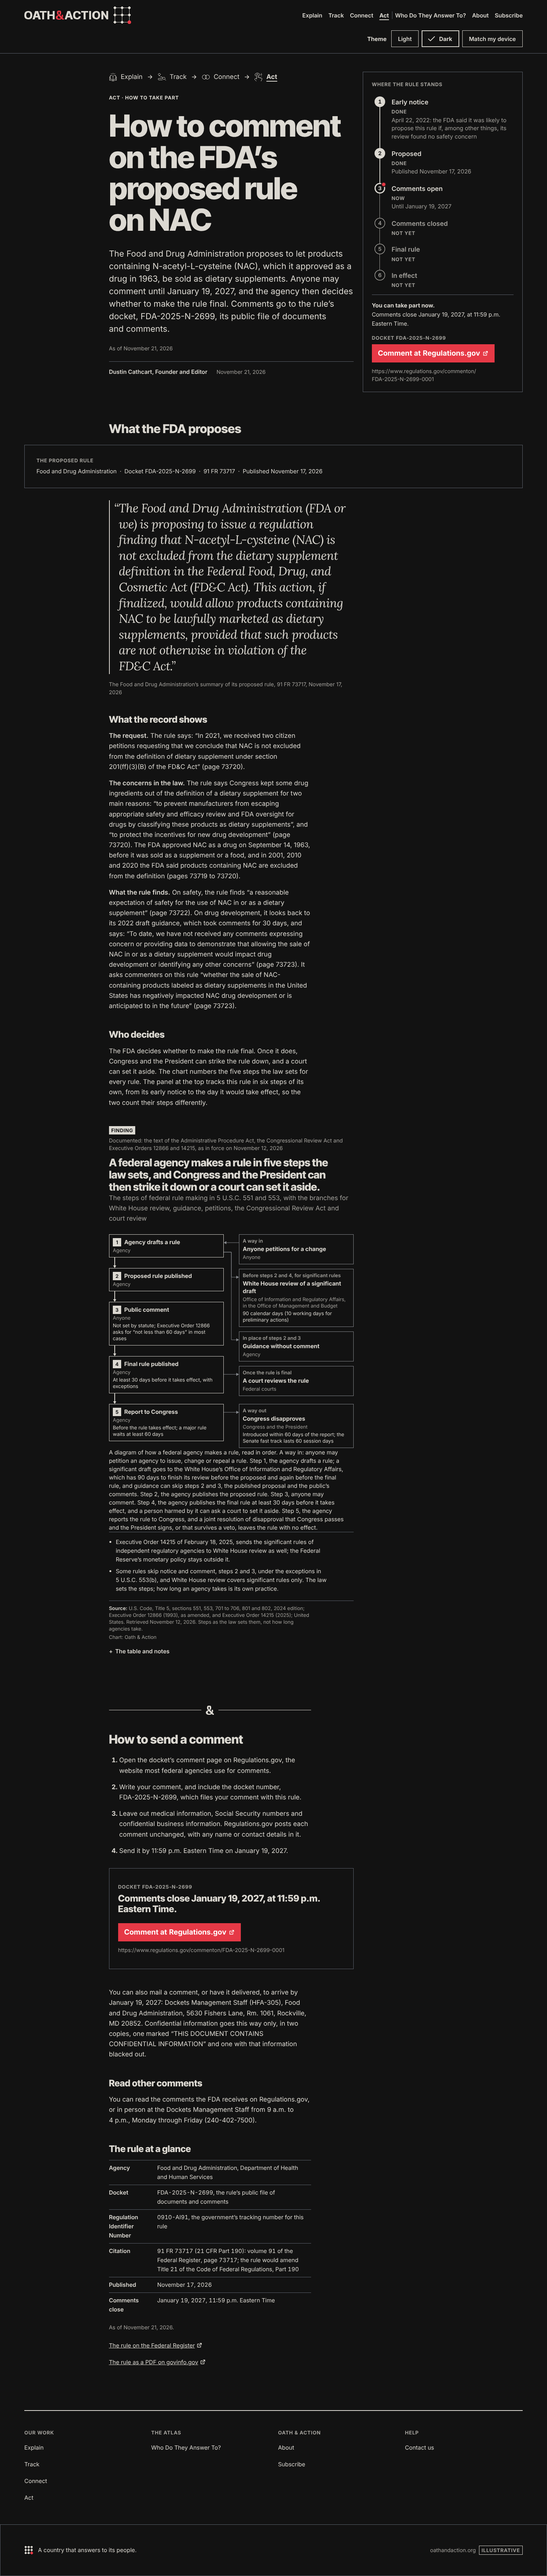 OATH&ACTION
Explain Track Connect Act Who Do They Answer To? About Subscribe
Theme Light Dark Match my device
Explain → Track → Connect → Act
ACT · HOW TO TAKE PART
How to comment
on the FDA's
proposed rule
on NAC
The Food and Drug Administration proposes to let products
containing N-acetyl-L-cysteine (NAC), which it approved as a
drug in 1963, be sold as dietary supplements. Anyone may
comment until January 19, 2027, and the agency then decides
whether to make the rule final. Comments go to the rule's
docket, FDA-2025-N-2699, its public file of documents
and comments.
As of November 21, 2026
Dustin Cathcart, Founder and Editor November 21, 2026
WHERE THE RULE STANDS
1 Early notice
DONE
April 22, 2022: the FDA said it was likely to
propose this rule if, among other things, its
review found no safety concern
2 Proposed
DONE
Published November 17, 2026
3 Comments open
NOW
Until January 19, 2027
4 Comments closed
NOT YET
5 Final rule
NOT YET
6 In effect
NOT YET
You can take part now.
Comments close January 19, 2027, at 11:59 p.m.
Eastern Time.
DOCKET FDA-2025-N-2699
Comment at Regulations.gov
https://www.regulations.gov/commenton/
FDA-2025-N-2699-0001
What the FDA proposes
THE PROPOSED RULE
Food and Drug Administration · Docket FDA-2025-N-2699 · 91 FR 73717 · Published November 17, 2026
“The Food and Drug Administration (FDA or
we) is proposing to issue a regulation
finding that N-acetyl-L-cysteine (NAC) is
not excluded from the dietary supplement
definition in the Federal Food, Drug, and
Cosmetic Act (FD&C Act). This action, if
finalized, would allow products containing
NAC to be lawfully marketed as dietary
supplements, provided that such products
are not otherwise in violation of the
FD&C Act.”
The Food and Drug Administration's summary of its proposed rule, 91 FR 73717, November 17,
2026
What the record shows
The request. The rule says: “In 2021, we received two citizen
petitions requesting that we conclude that NAC is not excluded
from the definition of dietary supplement under section
201(ff)(3)(B) of the FD&C Act” (page 73720).
The concerns in the law. The rule says Congress kept some drug
ingredients out of the definition of a dietary supplement for two
main reasons: “to prevent manufacturers from escaping
appropriate safety and efficacy review and FDA oversight for
drugs by classifying these products as dietary supplements”, and
“to protect the incentives for new drug development” (page
73720). The FDA approved NAC as a drug on September 14, 1963,
before it was sold as a supplement or a food, and in 2001, 2010
and 2020 the FDA said products containing NAC are excluded
from the definition (pages 73719 to 73720).
What the rule finds. On safety, the rule finds “a reasonable
expectation of safety for the use of NAC in or as a dietary
supplement” (page 73722). On drug development, it looks back to
its 2022 draft guidance, which took comments for 30 days, and
says: “To date, we have not received any comments expressing
concern or providing data to demonstrate that allowing the sale of
NAC in or as a dietary supplement would impact drug
development or identifying any other concerns” (page 73723). It
asks commenters on this rule “whether the sale of NAC-
containing products labeled as dietary supplements in the United
States has negatively impacted NAC drug development or is
anticipated to in the future” (page 73723).
Who decides
The FDA decides whether to make the rule final. Once it does,
Congress and the President can strike the rule down, and a court
can set it aside. The chart numbers the five steps the law sets for
every rule. The panel at the top tracks this rule in six steps of its
own, from its early notice to the day it would take effect, so the
two count their steps differently.
FINDING
Documented: the text of the Administrative Procedure Act, the Congressional Review Act and
Executive Orders 12866 and 14215, as in force on November 12, 2026
A federal agency makes a rule in five steps the
law sets, and Congress and the President can
then strike it down or a court can set it aside.
The steps of federal rule making in 5 U.S.C. 551 and 553, with the branches for
White House review, guidance, petitions, the Congressional Review Act and
court review
1 Agency drafts a rule
Agency
2 Proposed rule published
Agency
3 Public comment
Anyone
Not set by statute; Executive Order 12866
asks for “not less than 60 days” in most
cases
4 Final rule published
Agency
At least 30 days before it takes effect, with
exceptions
5 Report to Congress
Agency
Before the rule takes effect; a major rule
waits at least 60 days
A way in
Anyone petitions for a change
Anyone
Before steps 2 and 4, for significant rules
White House review of a significant
draft
Office of Information and Regulatory Affairs,
in the Office of Management and Budget
90 calendar days (10 working days for
preliminary actions)
In place of steps 2 and 3
Guidance without comment
Agency
Once the rule is final
A court reviews the rule
Federal courts
A way out
Congress disapproves
Congress and the President
Introduced within 60 days of the report; the
Senate fast track lasts 60 session days
A diagram of how a federal agency makes a rule, read in order. A way in: anyone may
petition an agency to issue, change or repeal a rule. Step 1, the agency drafts a rule; a
significant draft goes to the White House's Office of Information and Regulatory Affairs,
which has 90 days to finish its review before the proposed and again before the final
rule, and guidance can skip steps 2 and 3, the published proposal and the public's
comments. Step 2, the agency publishes the proposed rule. Step 3, anyone may
comment. Step 4, the agency publishes the final rule at least 30 days before it takes
effect, and a person harmed by it can ask a court to set it aside. Step 5, the agency
reports the rule to Congress, and a joint resolution of disapproval that Congress passes
and the President signs, or that survives a veto, leaves the rule with no effect.
• Executive Order 14215 of February 18, 2025, sends the significant rules of
independent regulatory agencies to White House review as well; the Federal
Reserve's monetary policy stays outside it.
• Some rules skip notice and comment, steps 2 and 3, under the exceptions in
5 U.S.C. 553(b), and White House review covers significant rules only. The law
sets the steps; how long an agency takes is its own practice.
Source: U.S. Code, Title 5, sections 551, 553, 701 to 706, 801 and 802, 2024 edition;
Executive Order 12866 (1993), as amended, and Executive Order 14215 (2025); United
States. Retrieved November 12, 2026. Steps as the law sets them, not how long
agencies take.
Chart: Oath & Action
+ The table and notes
&
How to send a comment
1. Open the docket's comment page on Regulations.gov, the
website most federal agencies use for comments.
2. Write your comment, and include the docket number,
FDA-2025-N-2699, which files your comment with this rule.
3. Leave out medical information, Social Security numbers and
confidential business information. Regulations.gov posts each
comment unchanged, with any name or contact details in it.
4. Send it by 11:59 p.m. Eastern Time on January 19, 2027.
DOCKET FDA-2025-N-2699
Comments close January 19, 2027, at 11:59 p.m.
Eastern Time.
Comment at Regulations.gov
https://www.regulations.gov/commenton/FDA-2025-N-2699-0001
You can also mail a comment, or have it delivered, to arrive by
January 19, 2027: Dockets Management Staff (HFA-305), Food
and Drug Administration, 5630 Fishers Lane, Rm. 1061, Rockville,
MD 20852. Confidential information goes this way only, in two
copies, one marked “THIS DOCUMENT CONTAINS
CONFIDENTIAL INFORMATION” and one with that information
blacked out.
Read other comments
You can read the comments the FDA receives on Regulations.gov,
or in person at the Dockets Management Staff from 9 a.m. to
4 p.m., Monday through Friday (240-402-7500).
The rule at a glance
Agency Food and Drug Administration, Department of Health
and Human Services
Docket FDA-2025-N-2699, the rule's public file of
documents and comments
Regulation Identifier Number 0910-AI91, the government's tracking number for this
rule
Citation 91 FR 73717 (21 CFR Part 190): volume 91 of the
Federal Register, page 73717; the rule would amend
Title 21 of the Code of Federal Regulations, Part 190
Published November 17, 2026
Comments close January 19, 2027, 11:59 p.m. Eastern Time
As of November 21, 2026.
The rule on the Federal Register
The rule as a PDF on govinfo.gov
OUR WORK
Explain
Track
Connect
Act
THE ATLAS
Who Do They Answer To?
OATH & ACTION
About
Subscribe
HELP
Contact us
A country that answers to its people.
oathandaction.org ILLUSTRATIVE